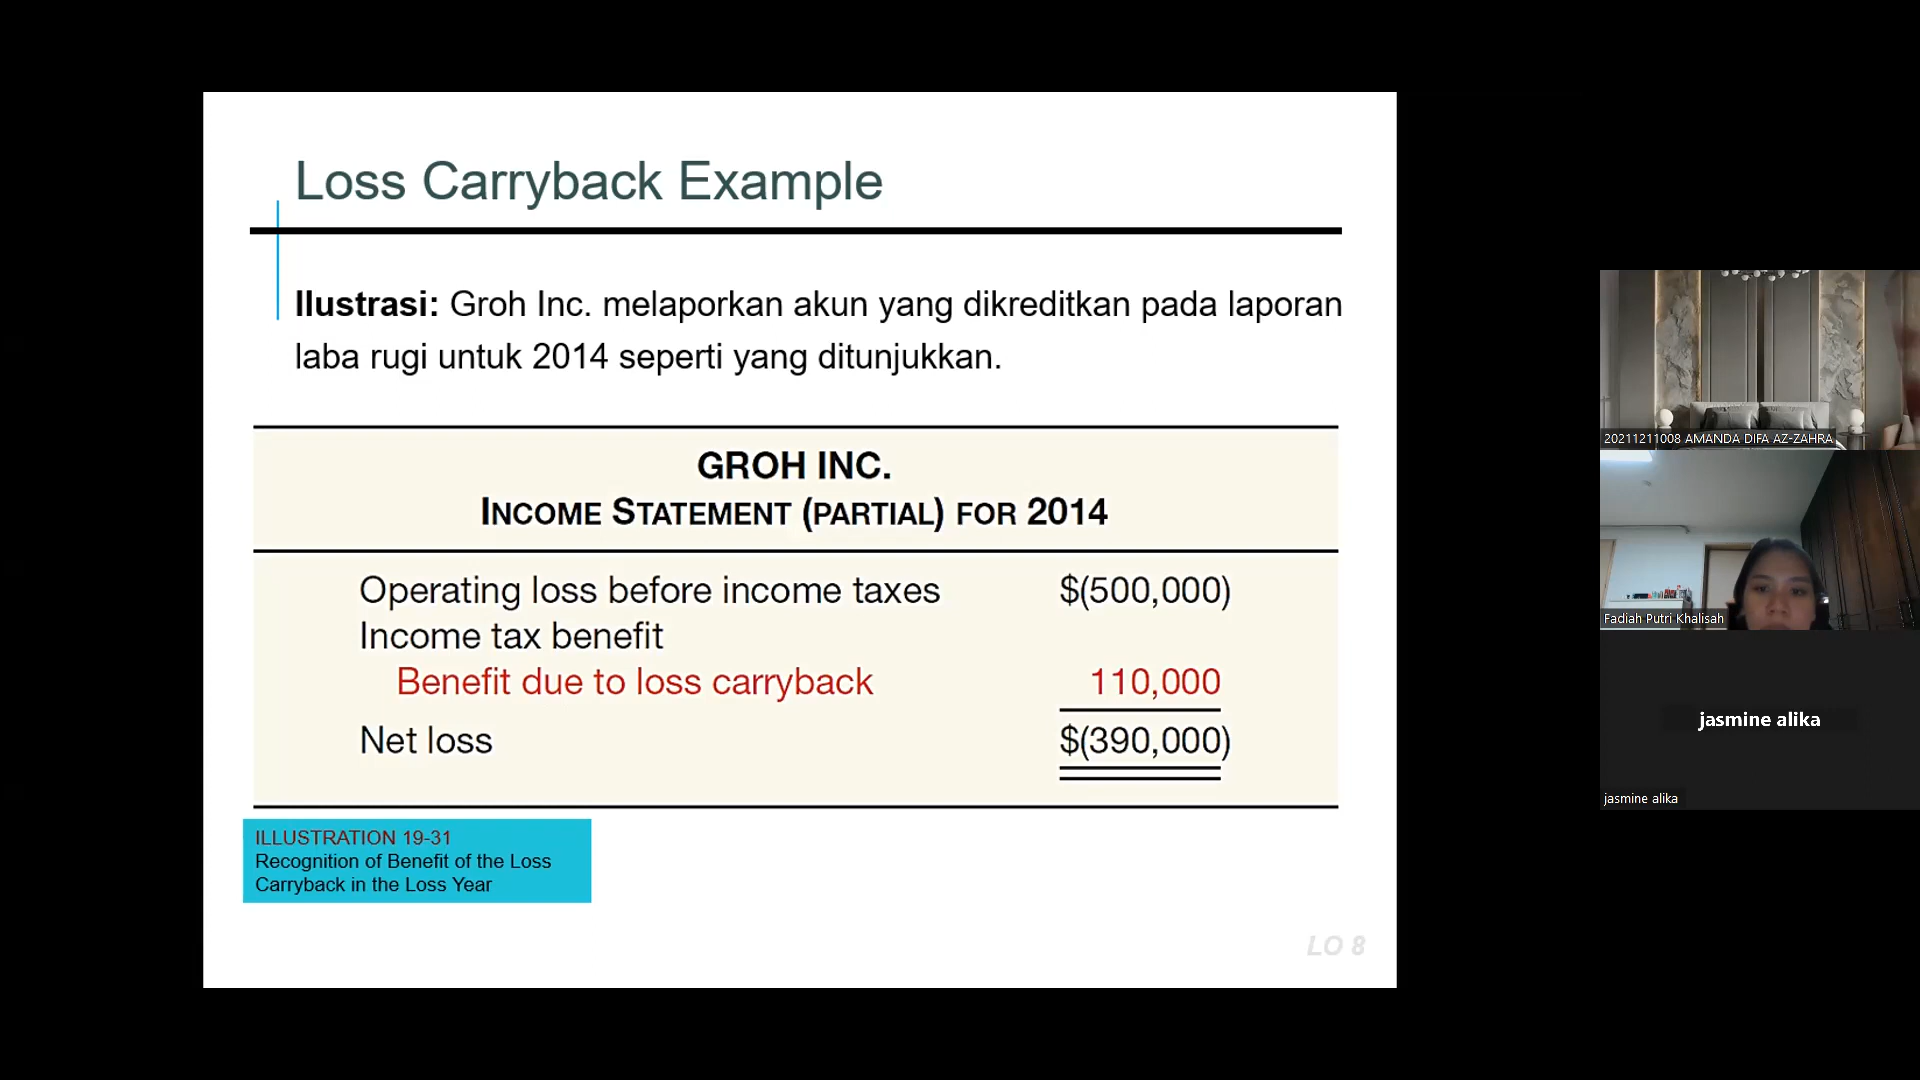 Loss Carryback Example
Ilustrasi: Groh Inc. melaporkan akun yang dikreditkan pada laporan
laba rugi untuk 2014 seperti yang ditunjukkan.
GROH INC.
INCOME STATEMENT (PARTIAL) FOR 2014
Operating loss before income taxes $(500,000)
Income tax benefit
Benefit due to loss carryback 110,000
Net loss $(390,000)
ILLUSTRATION 19-31
Recognition of Benefit of the Loss
Carryback in the Loss Year
LO 8
20211211008 AMANDA DIFA AZ-ZAHRA
Fadiah Putri Khalisah
jasmine alika
jasmine alika